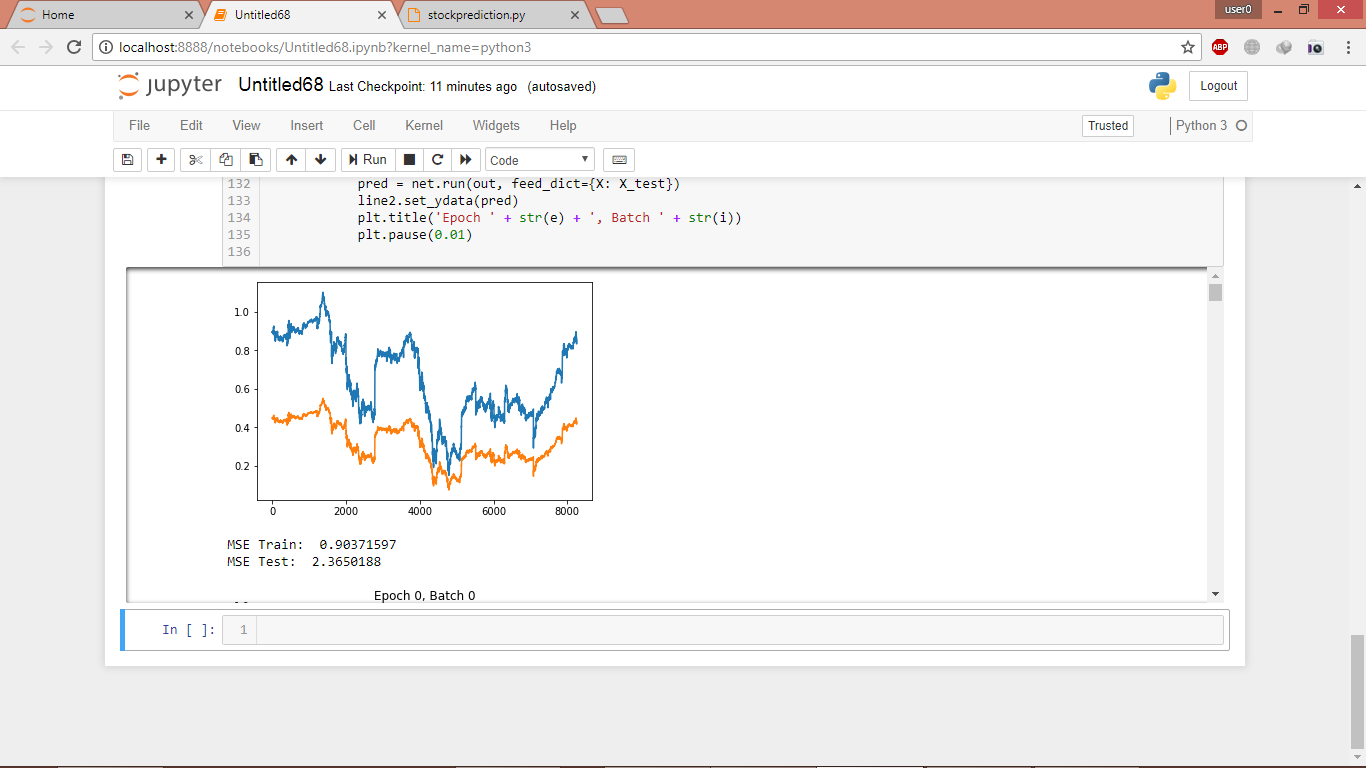 Home
Untitled68
stockprediction.py
user0
localhost:8888/notebooks/Untitled68.ipynb?kernel_name=python3
ABP
jupyter Untitled68 Last Checkpoint: 11 minutes ago (autosaved)
Logout
File Edit View Insert Cell Kernel Widgets Help
Trusted
Python 3
Run
Code
132 pred = net.run(out, feed_dict={X: X_test})
133 line2.set_ydata(pred)
134 plt.title('Epoch ' + str(e) + ', Batch ' + str(i))
135 plt.pause(0.01)
136
1.0
0.8
0.6
0.4
0.2
0 2000 4000 6000 8000
MSE Train: 0.90371597
MSE Test: 2.3650188
Epoch 0, Batch 0
In [ ]: 1